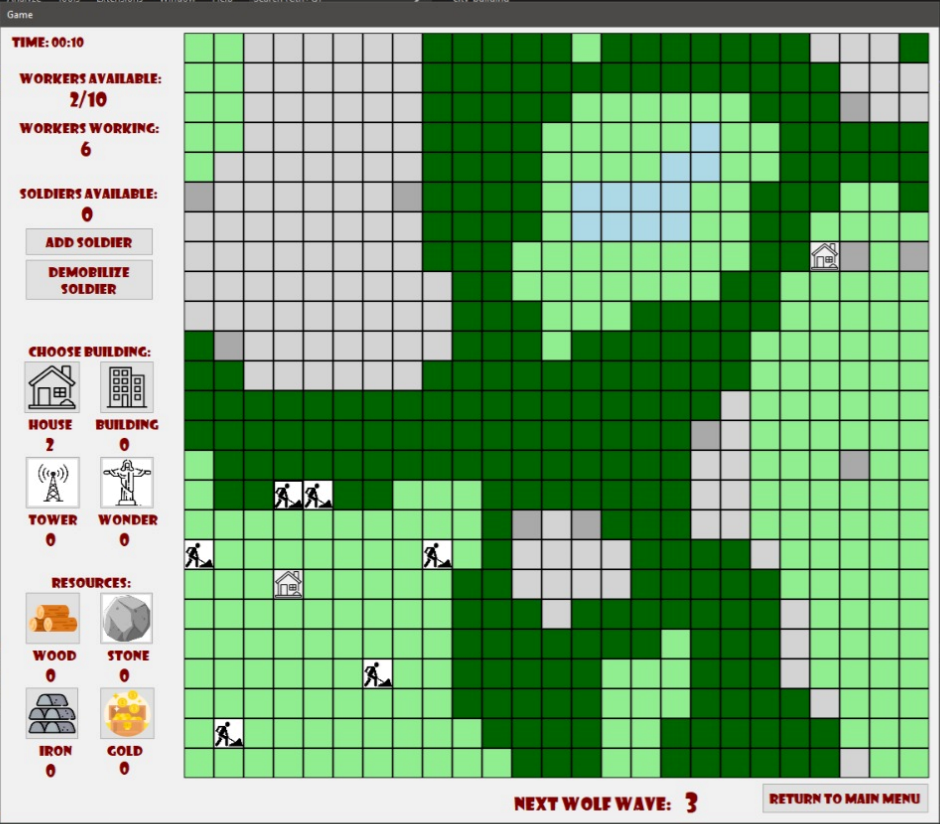 Game
TIME: 00:10
WORKERS AVAILABLE:
2/10
WORKERS WORKING:
6
SOLDIERS AVAILABLE:
0
ADD SOLDIER
DEMOBILIZE
SOLDIER
CHOOSE BUILDING:
HOUSE BUILDING
2 0
TOWER WONDER
0 0
RESOURCES:
WOOD STONE
0 0
IRON GOLD
0 0
NEXT WOLF WAVE: 3
RETURN TO MAIN MENU